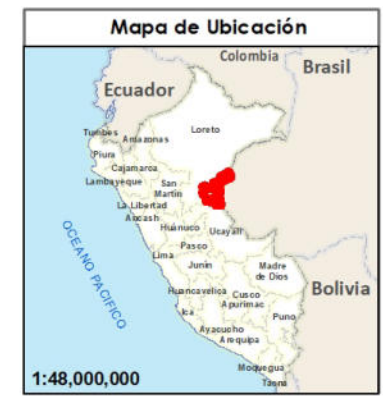 Mapa de Ubicación
Colombia
Brasil
Ecuador
Tumbes
Amazonas
Loreto
Piura
Cajamarca
Lambayeque
San
Martin
La Libertad
Ancash
Huánuco
Ucayali
Pasco
Lima
Junin
Madre
de Dios
Huancavelica
Cusco
Apurimac
Bolivia
Ica
Puno
Ayacucho
Arequipa
OCEANO PACIFICO
Moquegua
Tacna
1:48,000,000